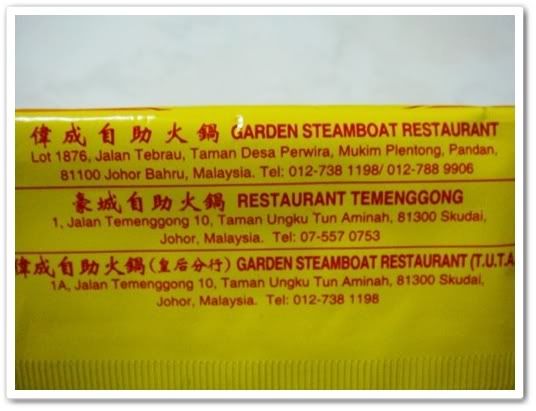 偉成自助火鍋 GARDEN STEAMBOAT RESTAURANT
Lot 1876, Jalan Tebrau, Taman Desa Perwira, Mukim Plentong, Pandan,
81100 Johor Bahru, Malaysia. Tel: 012-738 1198/ 012-788 9906
豪城自助火鍋 RESTAURANT TEMENGGONG
1, Jalan Temenggong 10, Taman Ungku Tun Aminah, 81300 Skudai,
Johor, Malaysia. Tel: 07-557 0753
偉成自助火鍋(皇后分行) GARDEN STEAMBOAT RESTAURANT (T.U.T.A
1A, Jalan Temenggong 10, Taman Ungku Tun Aminah, 81300 Skudai,
Johor, Malaysia. Tel: 012-738 1198